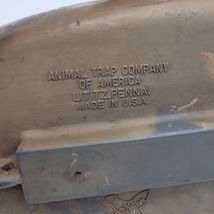 ANIMAL TRAP COMPANY
OF AMERICA
LITITZ, PENNA.
MADE IN U.S.A.